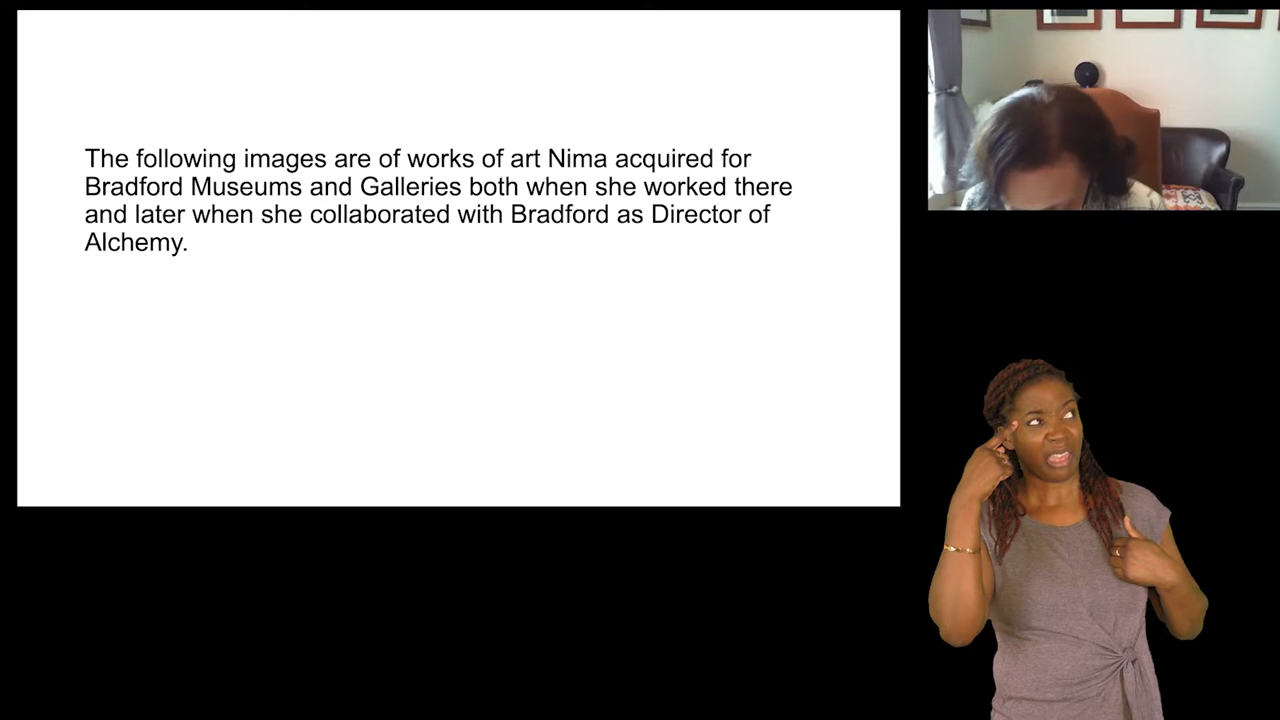 The following images are of works of art Nima acquired for
Bradford Museums and Galleries both when she worked there
and later when she collaborated with Bradford as Director of
Alchemy.